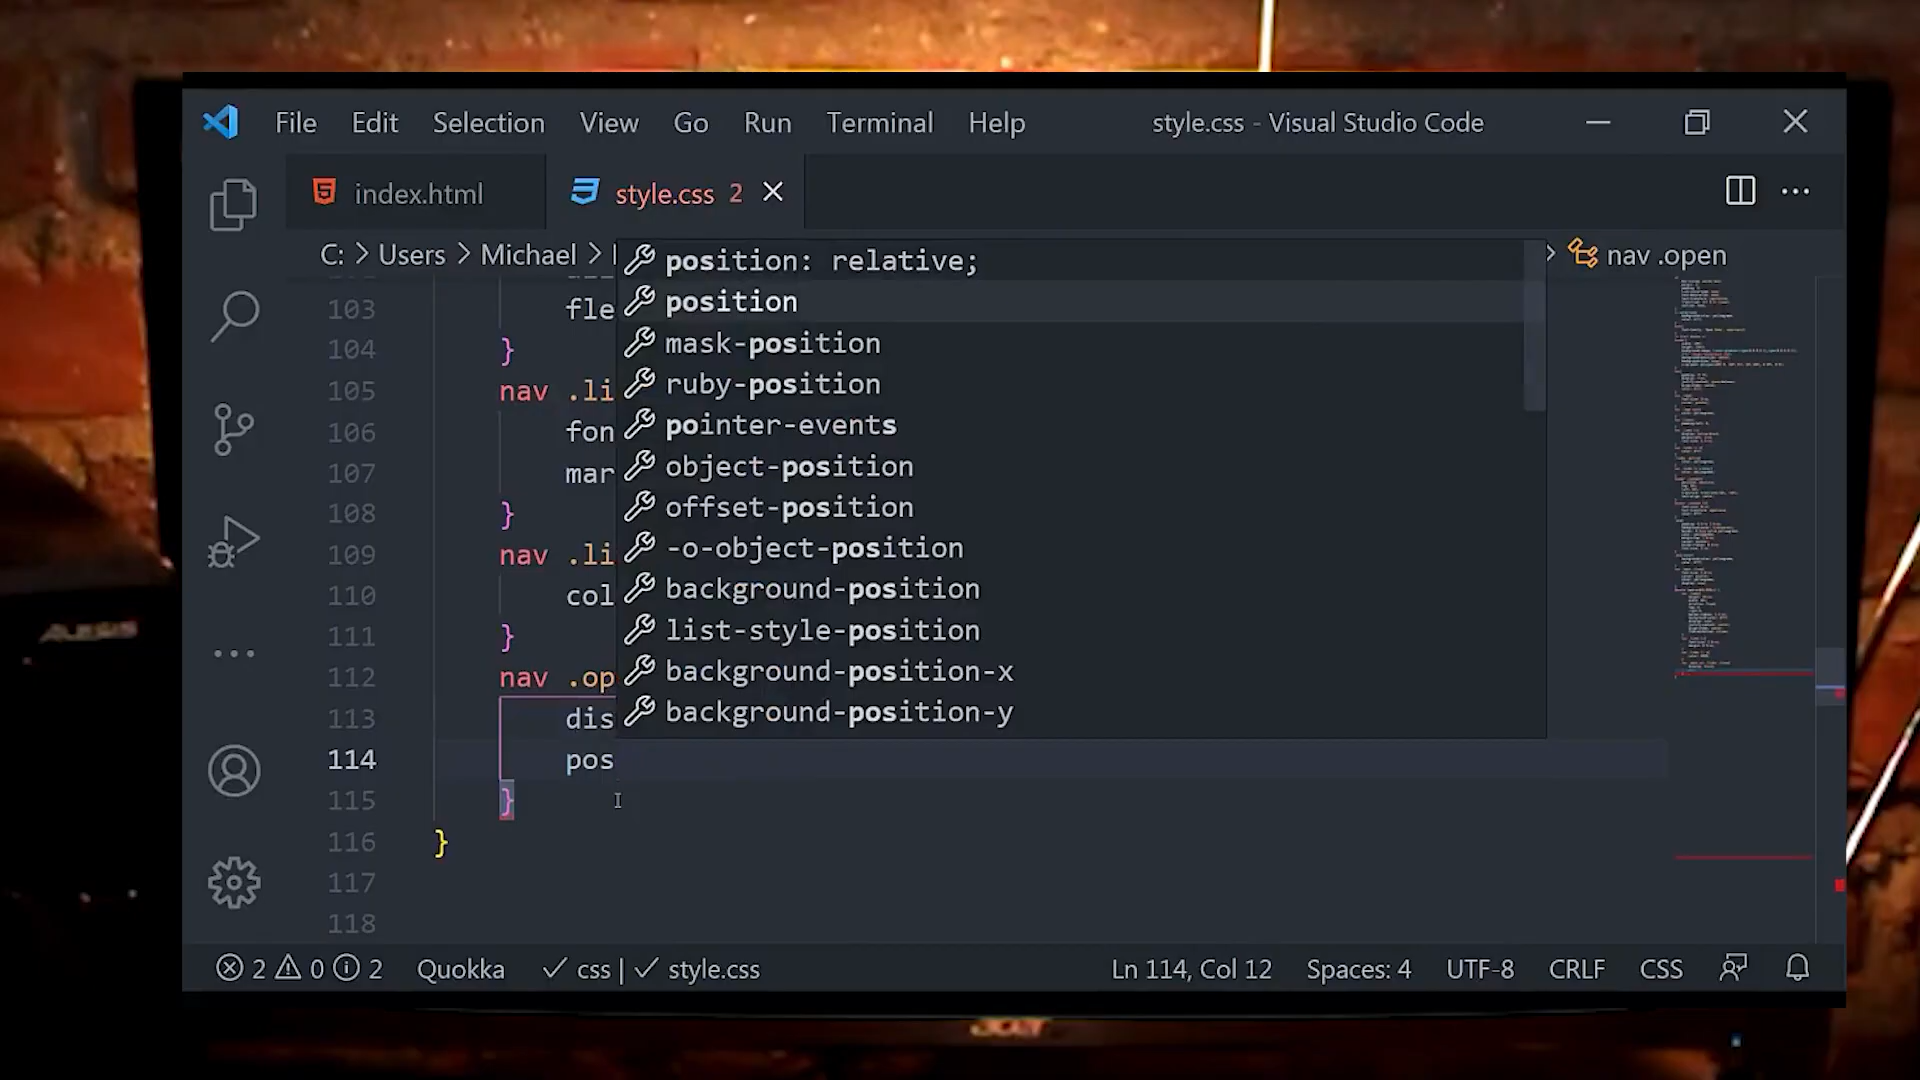 File Edit Selection View Go Run Terminal Help style.css - Visual Studio Code
index.html style.css 2
C: > Users > Michael > nav .open
position: relative;
103 fle position
104 } mask-position
ruby-position
105 nav .li pointer-events
106 fon object-position
107 mar offset-position
108 } -o-object-position
109 nav .li background-position
110 col list-style-position
111 } background-position-x
112 nav .op background-position-y
113 dis
114 pos
115 }
116 }
117
118
2 0 2 Quokka css | style.css Ln 114, Col 12 Spaces: 4 UTF-8 CRLF CSS
ALESIS
acer